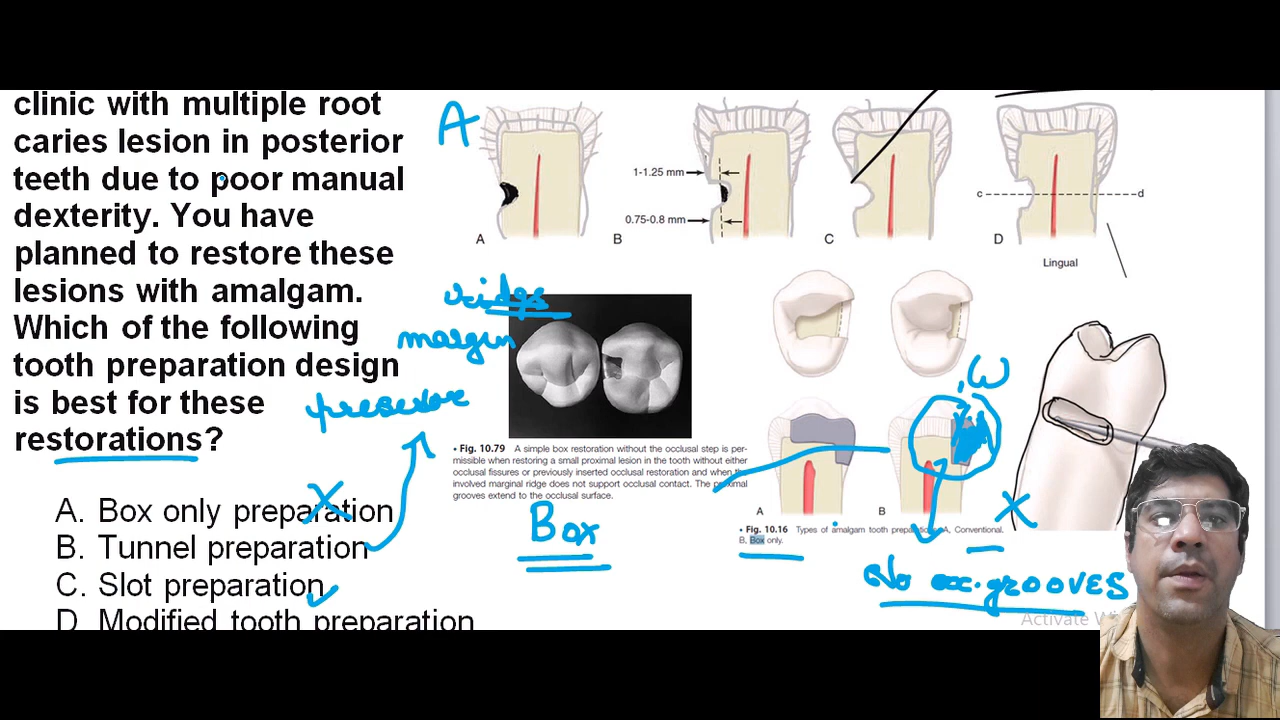 clinic with multiple root
caries lesion in posterior
teeth due to poor manual
dexterity. You have
planned to restore these
lesions with amalgam.
Which of the following
tooth preparation design
is best for these
restorations?
A. Box only preparation
B. Tunnel preparation
C. Slot preparation
D. Modified tooth preparation
A
1-1.25 mm
0.75-0.8 mm
c
d
A
B
C
D
Lingual
ridge
margin
preserve
• Fig. 10.79 A simple box restoration without the occlusal step is per-
missible when restoring a small proximal lesion in the tooth without either
occlusal fissures or previously inserted occlusal restoration and when the
involved marginal ridge does not support occlusal contact. The proximal
grooves extend to the occlusal surface.
Box
A
B
• Fig. 10.16 Types of amalgam tooth preparations. A, Conventional.
B, Box only.
No occ. grooves
Activate Wi